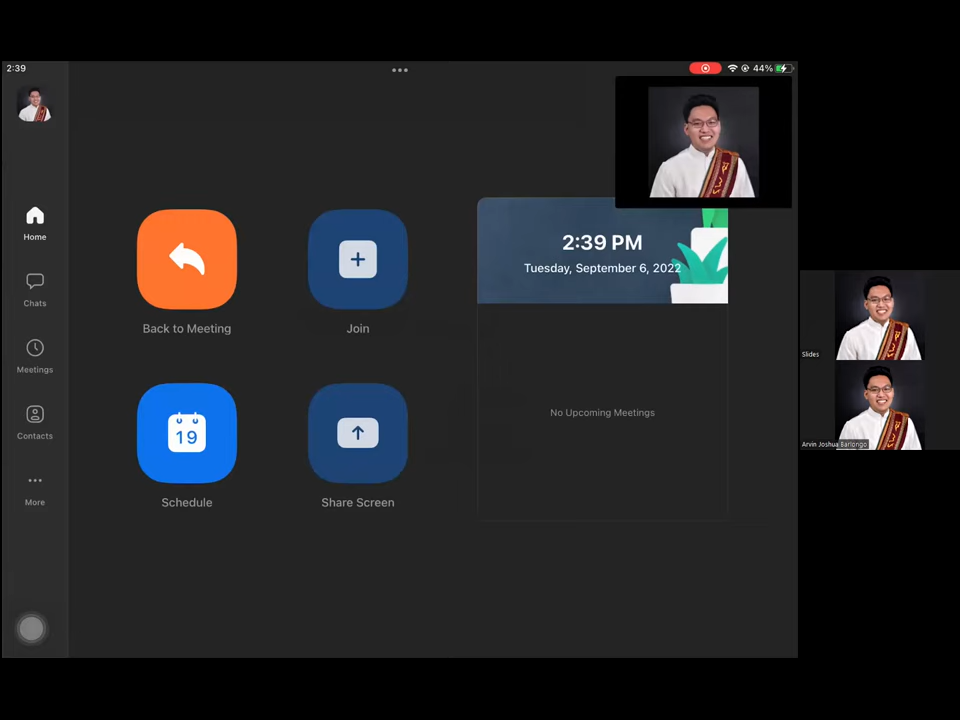 2:39
44%
Home
Chats
Meetings
Contacts
More
Back to Meeting
Join
19
Schedule
Share Screen
2:39 PM
Tuesday, September 6, 2022
No Upcoming Meetings
Slides
Arvin Joshua Barlongo